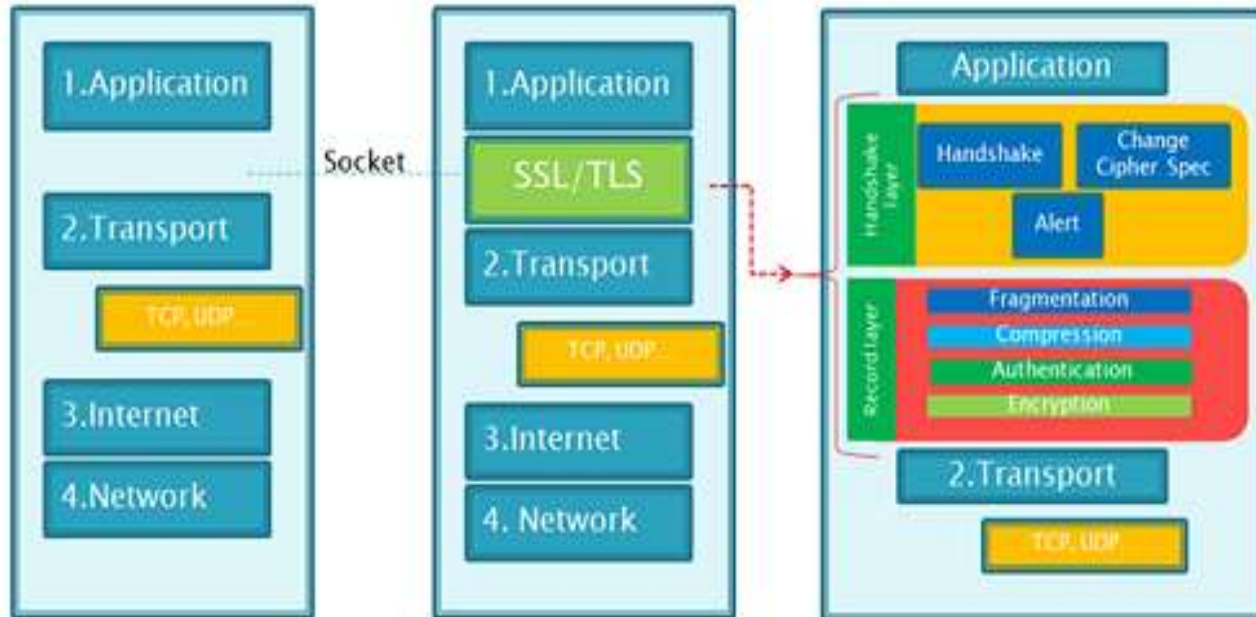 1.Application
2.Transport
TCP, UDP...
3.Internet
4.Network
Socket
1.Application
SSL/TLS
2.Transport
TCP, UDP...
3.Internet
4. Network
Application
Handshake
layer
Handshake
Change
Cipher Spec
Alert
Record layer
Fragmentation
Compression
Authentication
Encryption
2.Transport
TCP, UDP